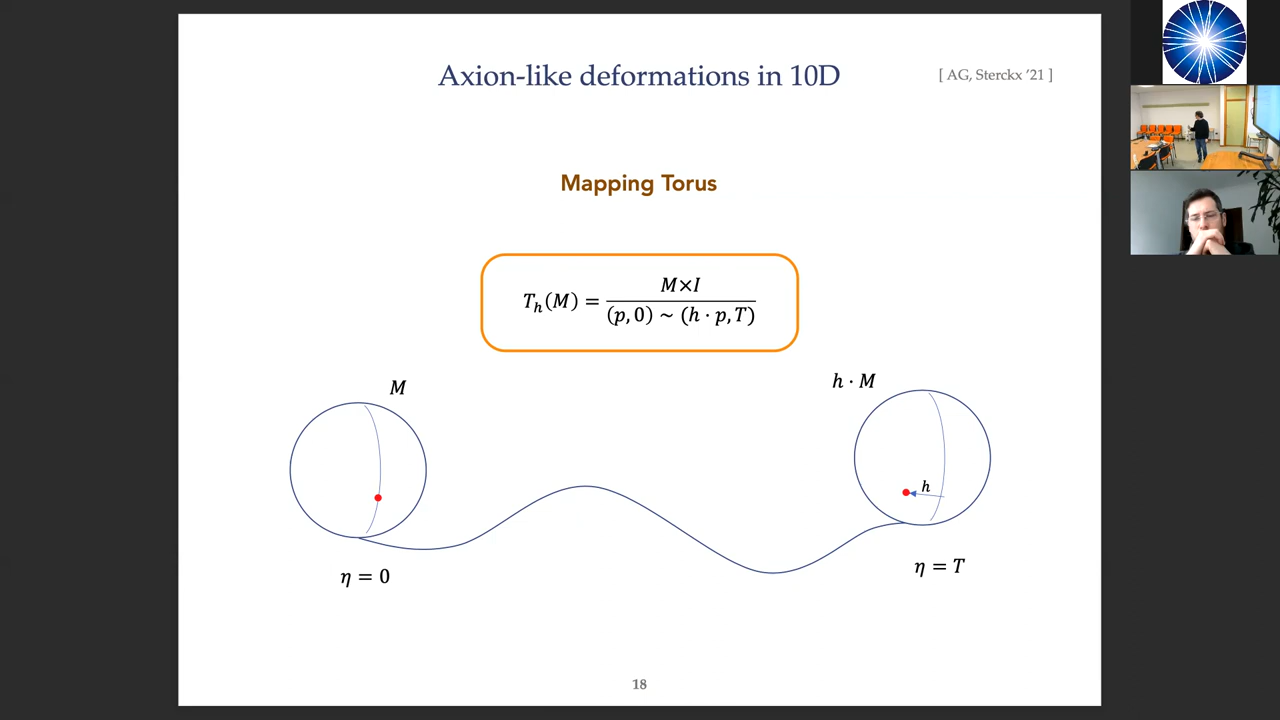 Axion-like deformations in 10D
[ AG, Sterckx '21 ]
Mapping Torus
T_h(M) = M×I / (p, 0) ~ (h · p, T)
M
h · M
h
η = 0
η = T
18